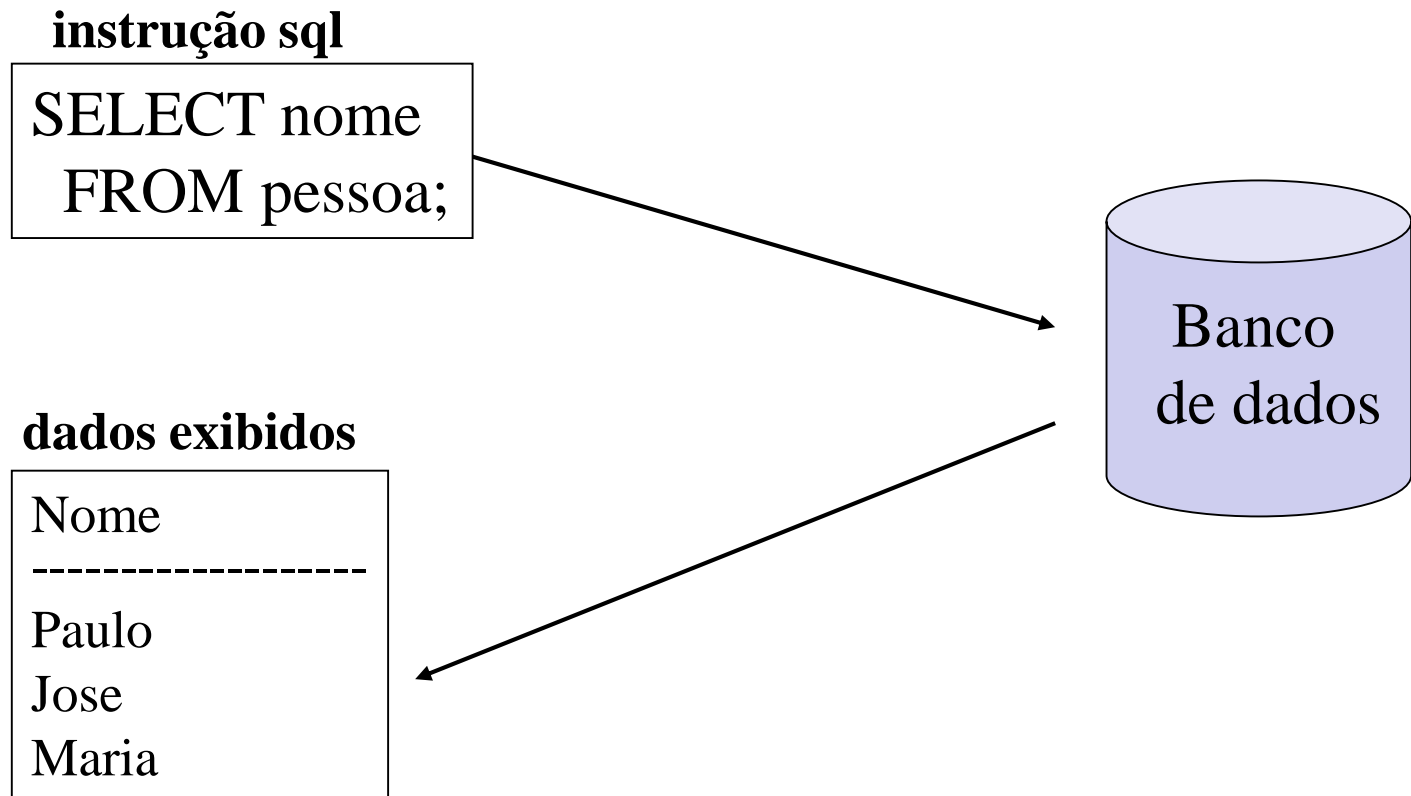 instrução sql
SELECT nome
FROM pessoa;
Banco
de dados
dados exibidos
Nome
-------------------
Paulo
Jose
Maria